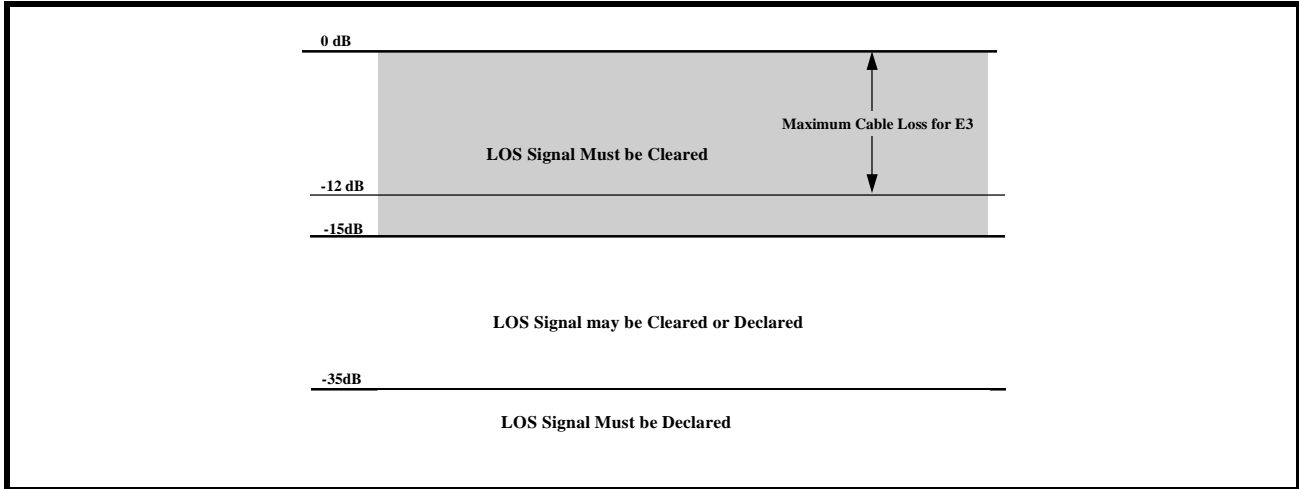 0 dB
Maximum Cable Loss for E3
LOS Signal Must be Cleared
-12 dB
-15dB
LOS Signal may be Cleared or Declared
-35dB
LOS Signal Must be Declared